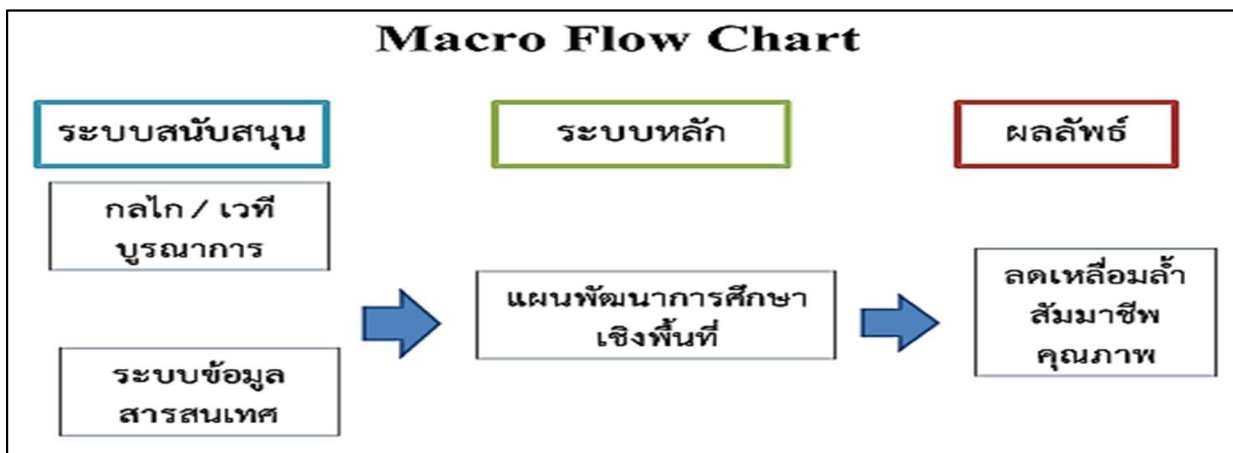 Macro Flow Chart
ระบบสนับสนุน
ระบบหลัก
ผลลัพธ์
กลไก / เวที
บูรณาการ
ระบบข้อมูล
สารสนเทศ
แผนพัฒนาการศึกษา
เชิงพื้นที่
ลดเหลื่อมล้ำ
สัมมาชีพ
คุณภาพ